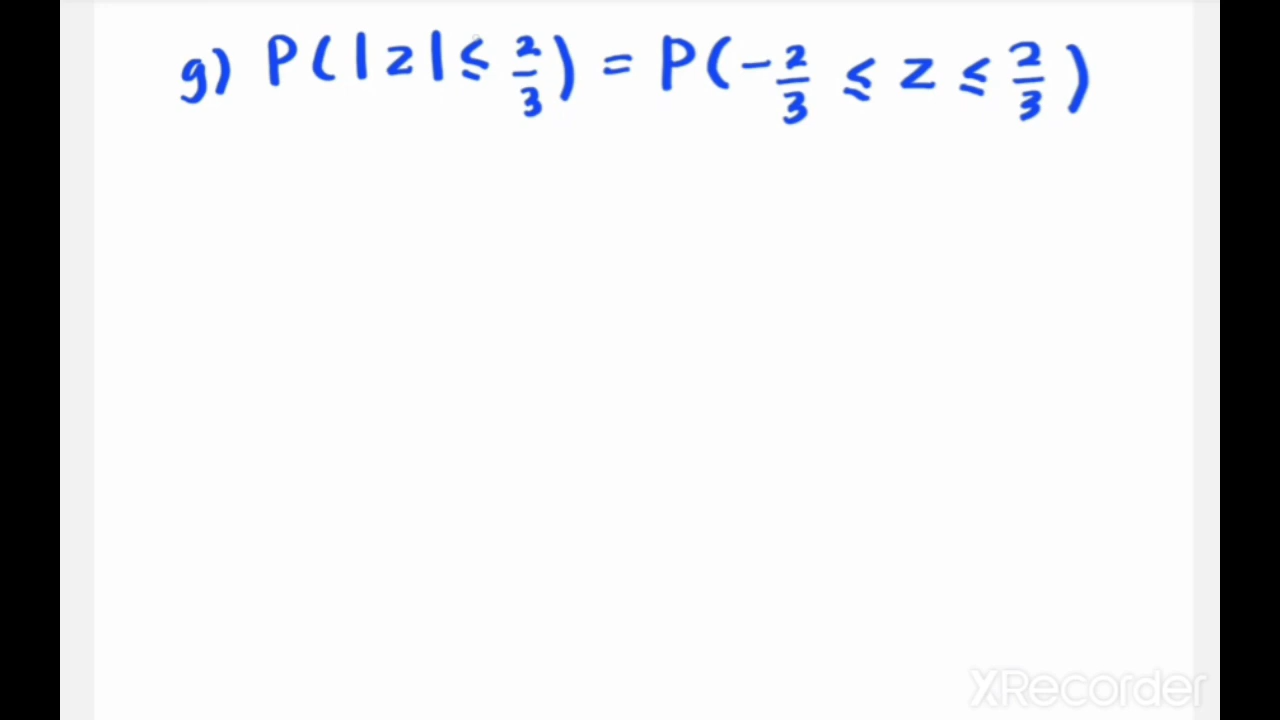 g) P(|z| ≤ 2/3) = P(-2/3 ≤ z ≤ 2/3)
XRecorder